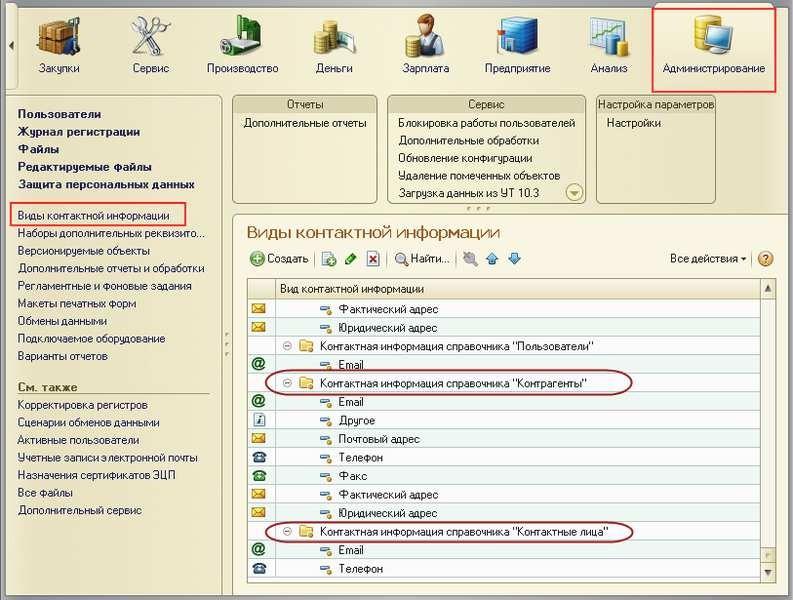 Закупки
Сервис
Производство
Деньги
Зарплата
Предприятие
Анализ
Администрирование
Пользователи
Журнал регистрации
Файлы
Редактируемые файлы
Защита персональных данных
Виды контактной информации
Наборы дополнительных реквизито...
Версионируемые объекты
Дополнительные отчеты и обработки
Регламентные и фоновые задания
Макеты печатных форм
Обмены данными
Подключаемое оборудование
Варианты отчетов
См. также
Корректировка регистров
Сценарии обменов данными
Активные пользователи
Учетные записи электронной почты
Назначения сертификатов ЭЦП
Все файлы
Дополнительный сервис
Отчеты
Дополнительные отчеты
Сервис
Блокировка работы пользователей
Дополнительные обработки
Обновление конфигурации
Удаление помеченных объектов
Загрузка данных из УТ 10.3
Настройка параметров
Настройки
Виды контактной информации
Создать
Найти...
Все действия
Вид контактной информации
Фактический адрес
Юридический адрес
Контактная информация справочника "Пользователи"
Email
Контактная информация справочника "Контрагенты"
Email
Другое
Почтовый адрес
Телефон
Факс
Фактический адрес
Юридический адрес
Контактная информация справочника "Контактные лица"
Email
Телефон